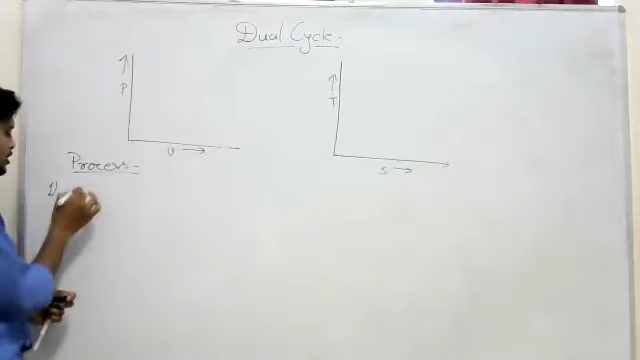 Dual Cycle:-
P
v
T
s
Process:-
1)